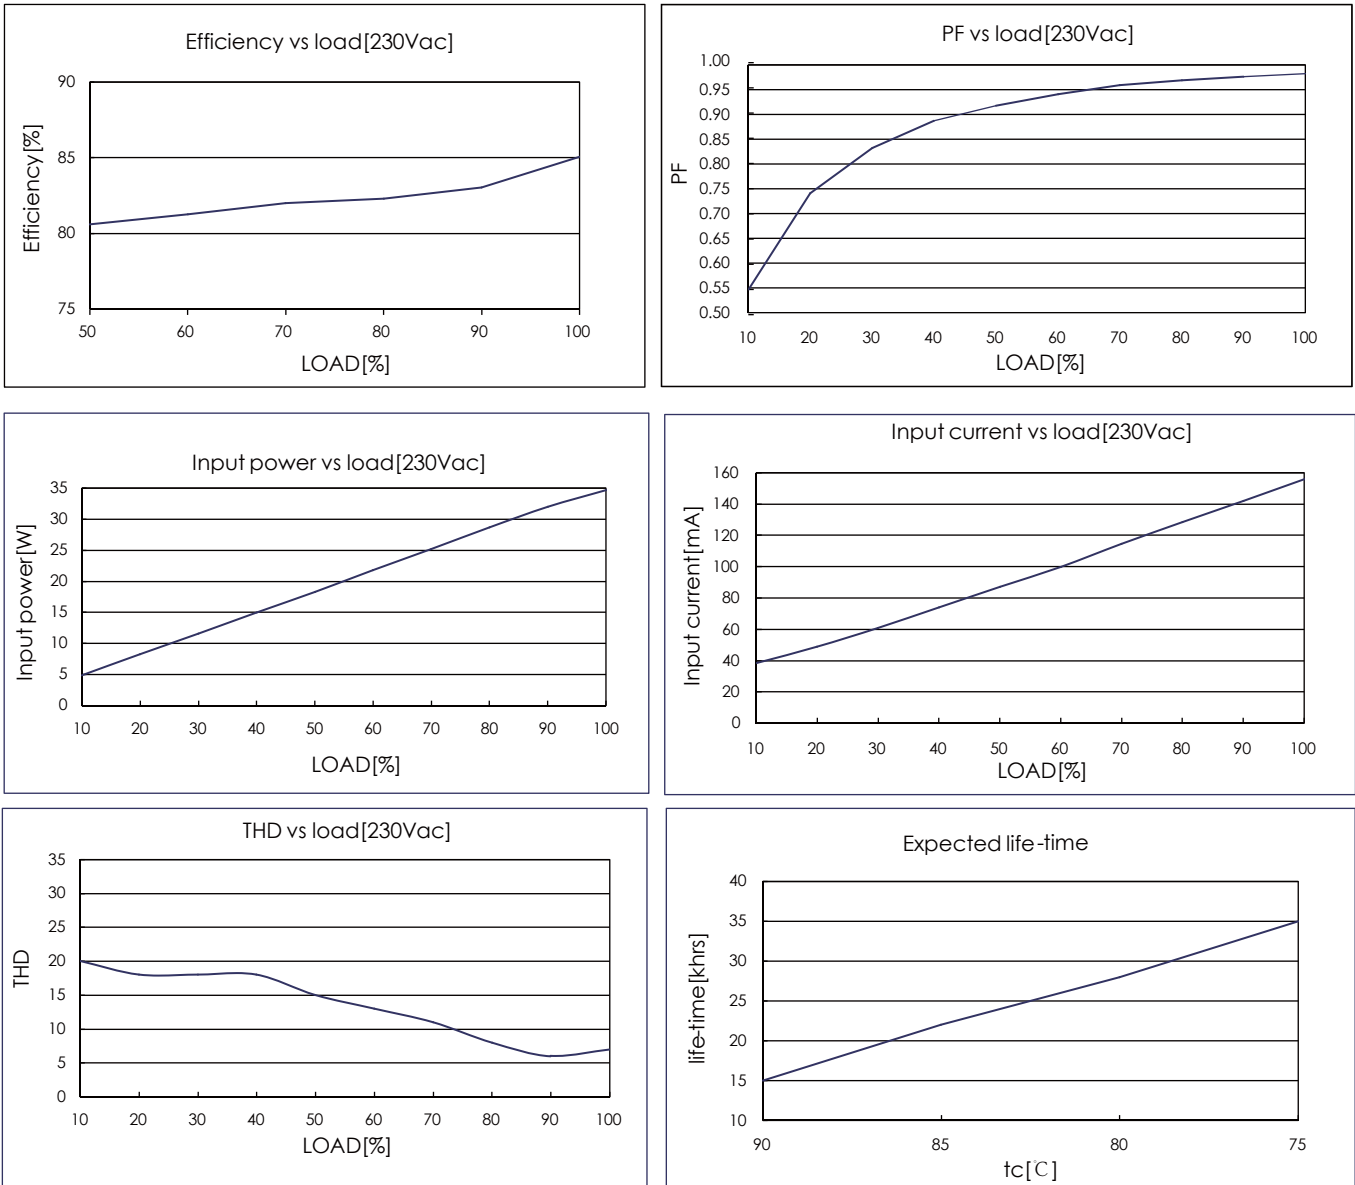 Efficiency vs load[230Vac]
Efficiency[%]
90
85
80
75
50 60 70 80 90 100
LOAD[%]
PF vs load[230Vac]
PF
1.00
0.95
0.90
0.85
0.80
0.75
0.70
0.65
0.60
0.55
0.50
10 20 30 40 50 60 70 80 90 100
LOAD[%]
Input power vs load[230Vac]
Input power[W]
35
30
25
20
15
10
5
0
10 20 30 40 50 60 70 80 90 100
LOAD[%]
Input current vs load[230Vac]
Input current[mA]
160
140
120
100
80
60
40
20
0
10 20 30 40 50 60 70 80 90 100
LOAD[%]
THD vs load[230Vac]
THD
35
30
25
20
15
10
5
0
10 20 30 40 50 60 70 80 90 100
LOAD[%]
Expected life-time
life-time[khrs]
40
35
30
25
20
15
10
90 85 80 75
tc[℃]